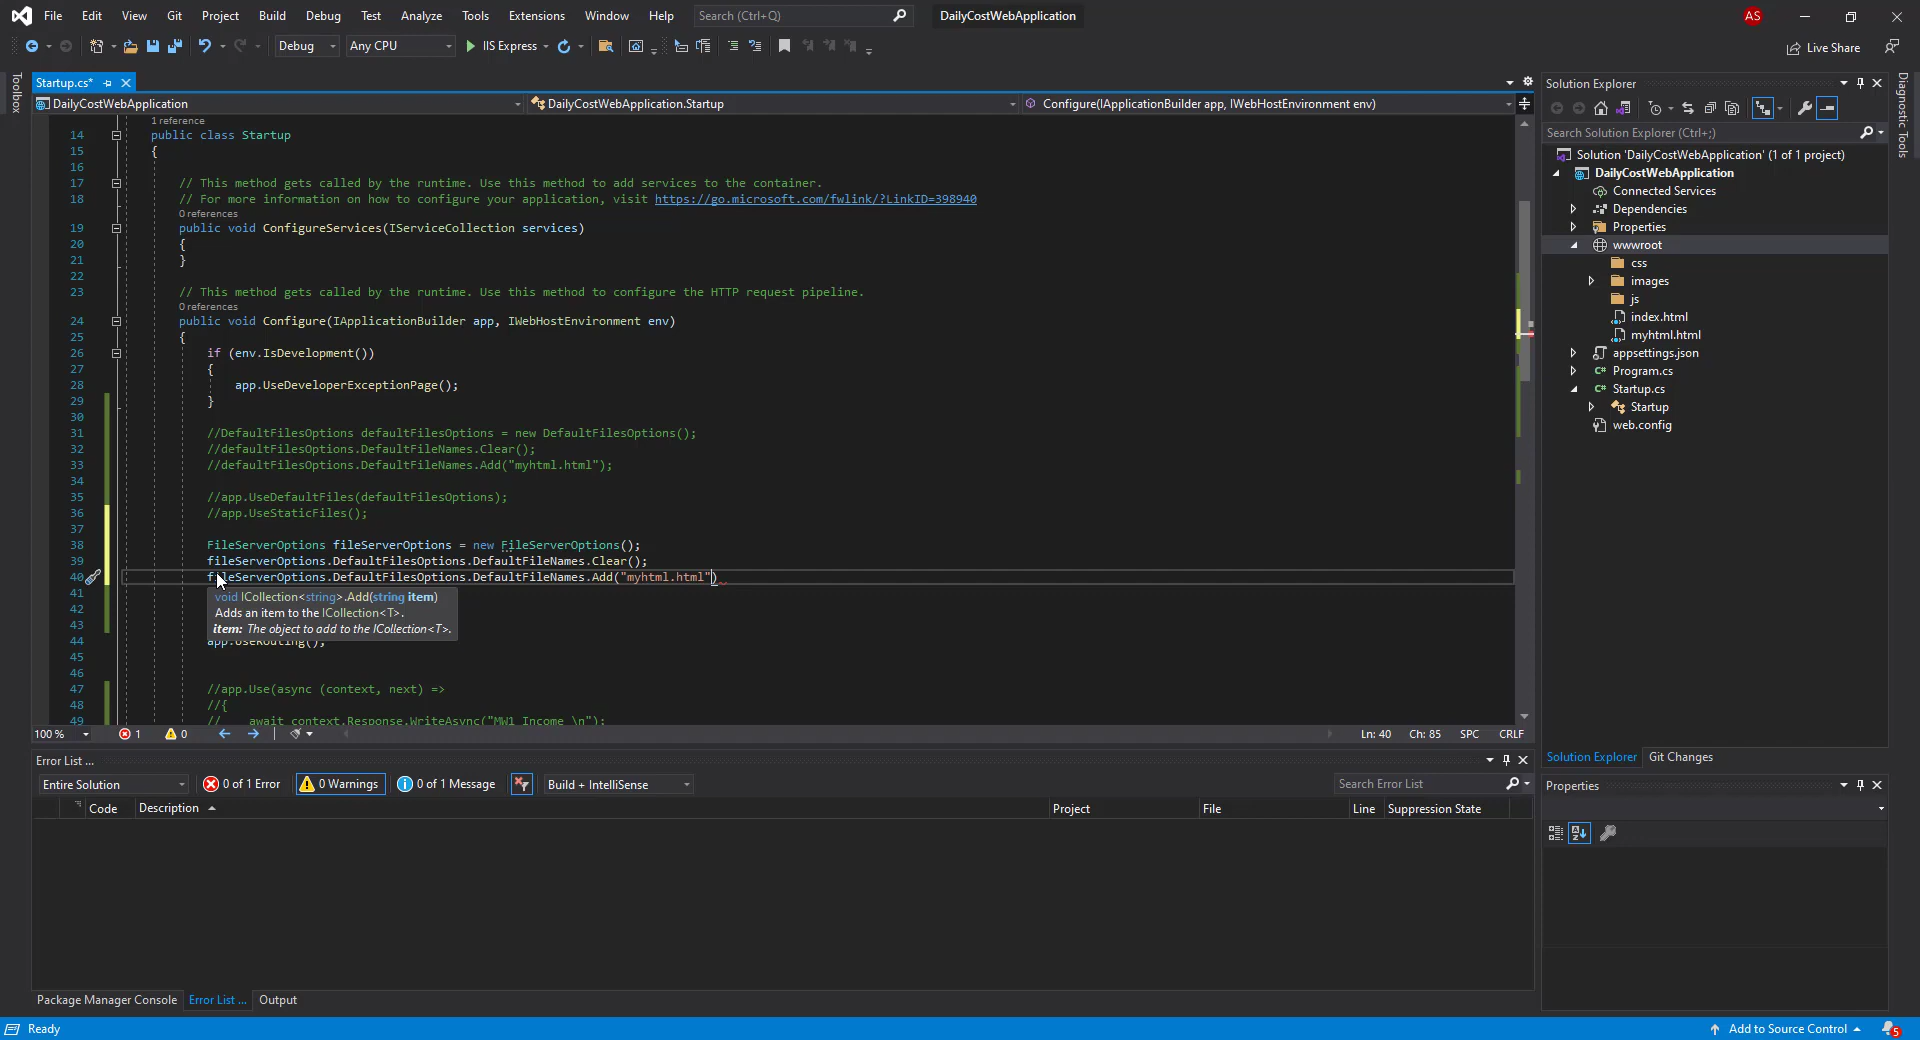 File Edit View Git Project Build Debug Test Analyze Tools Extensions Window Help Search (Ctrl+Q) DailyCostWebApplication AS
Debug Any CPU IIS Express Live Share
Toolbox
Startup.cs*
DailyCostWebApplication DailyCostWebApplication.Startup Configure(IApplicationBuilder app, IWebHostEnvironment env)
1 reference
14 public class Startup
15 {
16
17 // This method gets called by the runtime. Use this method to add services to the container.
18 // For more information on how to configure your application, visit https://go.microsoft.com/fwlink/?LinkID=398940
0 references
19 public void ConfigureServices(IServiceCollection services)
20 {
21 }
22
23 // This method gets called by the runtime. Use this method to configure the HTTP request pipeline.
0 references
24 public void Configure(IApplicationBuilder app, IWebHostEnvironment env)
25 {
26 if (env.IsDevelopment())
27 {
28 app.UseDeveloperExceptionPage();
29 }
30
31 //DefaultFilesOptions defaultFilesOptions = new DefaultFilesOptions();
32 //defaultFilesOptions.DefaultFileNames.Clear();
33 //defaultFilesOptions.DefaultFileNames.Add("myhtml.html");
34
35 //app.UseDefaultFiles(defaultFilesOptions);
36 //app.UseStaticFiles();
37
38 FileServerOptions fileServerOptions = new FileServerOptions();
39 fileServerOptions.DefaultFilesOptions.DefaultFileNames.Clear();
40 fileServerOptions.DefaultFilesOptions.DefaultFileNames.Add("myhtml.html")
41 void ICollection<string>.Add(string item)
42 Adds an item to the ICollection<T>.
43 item: The object to add to the ICollection<T>.
44 app.UseRouting();
45
46
47 //app.Use(async (context, next) =>
48 //{
49 // await context.Response.WriteAsync("MW1 Income \n");
100 % 1 0 Ln: 40 Ch: 85 SPC CRLF
Error List ...
Entire Solution 0 of 1 Error 0 Warnings 0 of 1 Message Build + IntelliSense Search Error List
Code Description Project File Line Suppression State
Package Manager Console Error List ... Output
Ready Add to Source Control 5
Solution Explorer
Search Solution Explorer (Ctrl+;)
Solution 'DailyCostWebApplication' (1 of 1 project)
DailyCostWebApplication
Connected Services
Dependencies
Properties
wwwroot
css
images
js
index.html
myhtml.html
appsettings.json
Program.cs
Startup.cs
Startup
web.config
Solution Explorer Git Changes
Properties
Diagnostic Tools